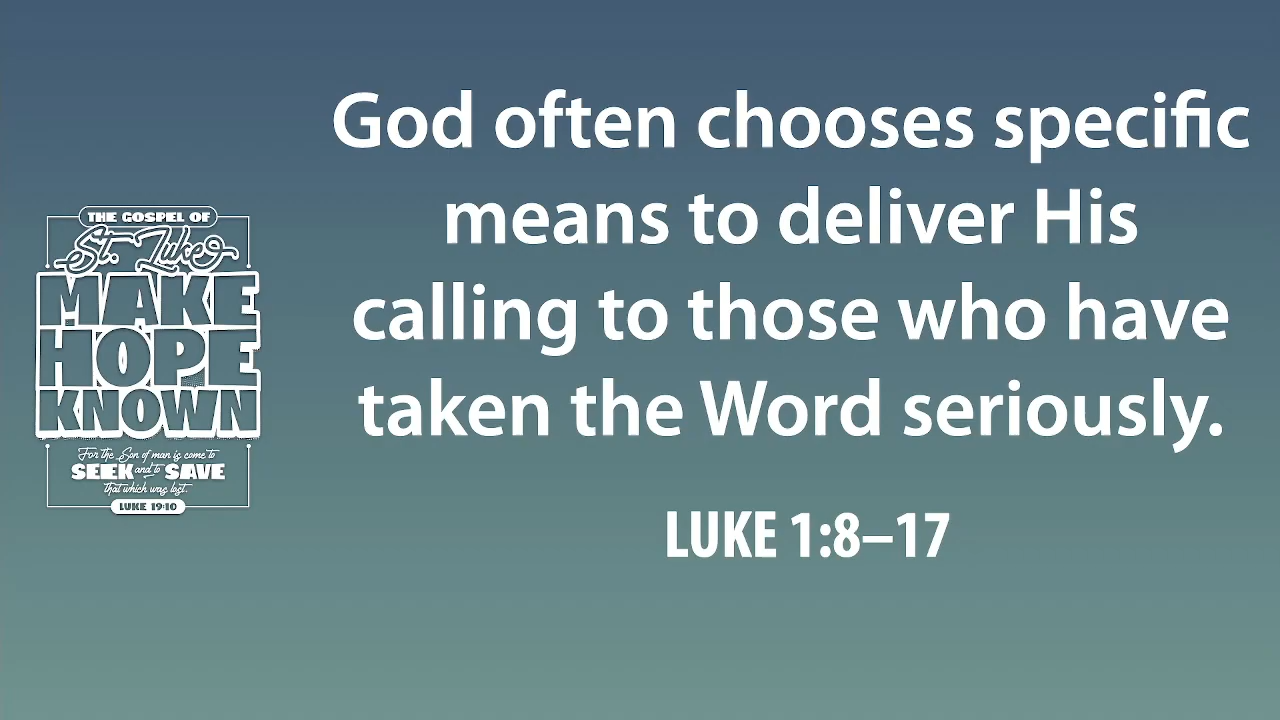 God often chooses specific
means to deliver His
calling to those who have
taken the Word seriously.
LUKE 1:8–17
THE GOSPEL OF
St. Luke
MAKE
HOPE
KNOWN
For the Son of man is come to
SEEK and to SAVE
that which was lost.
LUKE 19:10